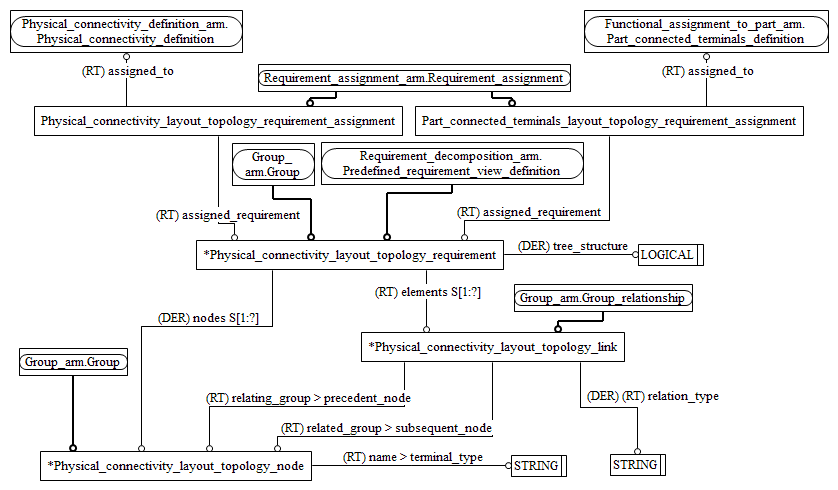 Physical_connectivity_definition_arm.
Physical_connectivity_definition
Functional_assignment_to_part_arm.
Part_connected_terminals_definition
(RT) assigned_to
Requirement_assignment_arm.Requirement_assignment
(RT) assigned_to
Physical_connectivity_layout_topology_requirement_assignment
Part_connected_terminals_layout_topology_requirement_assignment
Group_
arm.Group
Requirement_decomposition_arm.
Predefined_requirement_view_definition
(RT) assigned_requirement
(RT) assigned_requirement
*Physical_connectivity_layout_topology_requirement
(DER) tree_structure
LOGICAL
(RT) elements S[1:?]
Group_arm.Group_relationship
(DER) nodes S[1:?]
*Physical_connectivity_layout_topology_link
Group_arm.Group
(RT) relating_group > precedent_node
(DER) (RT) relation_type
(RT) related_group > subsequent_node
*Physical_connectivity_layout_topology_node
(RT) name > terminal_type
STRING
STRING